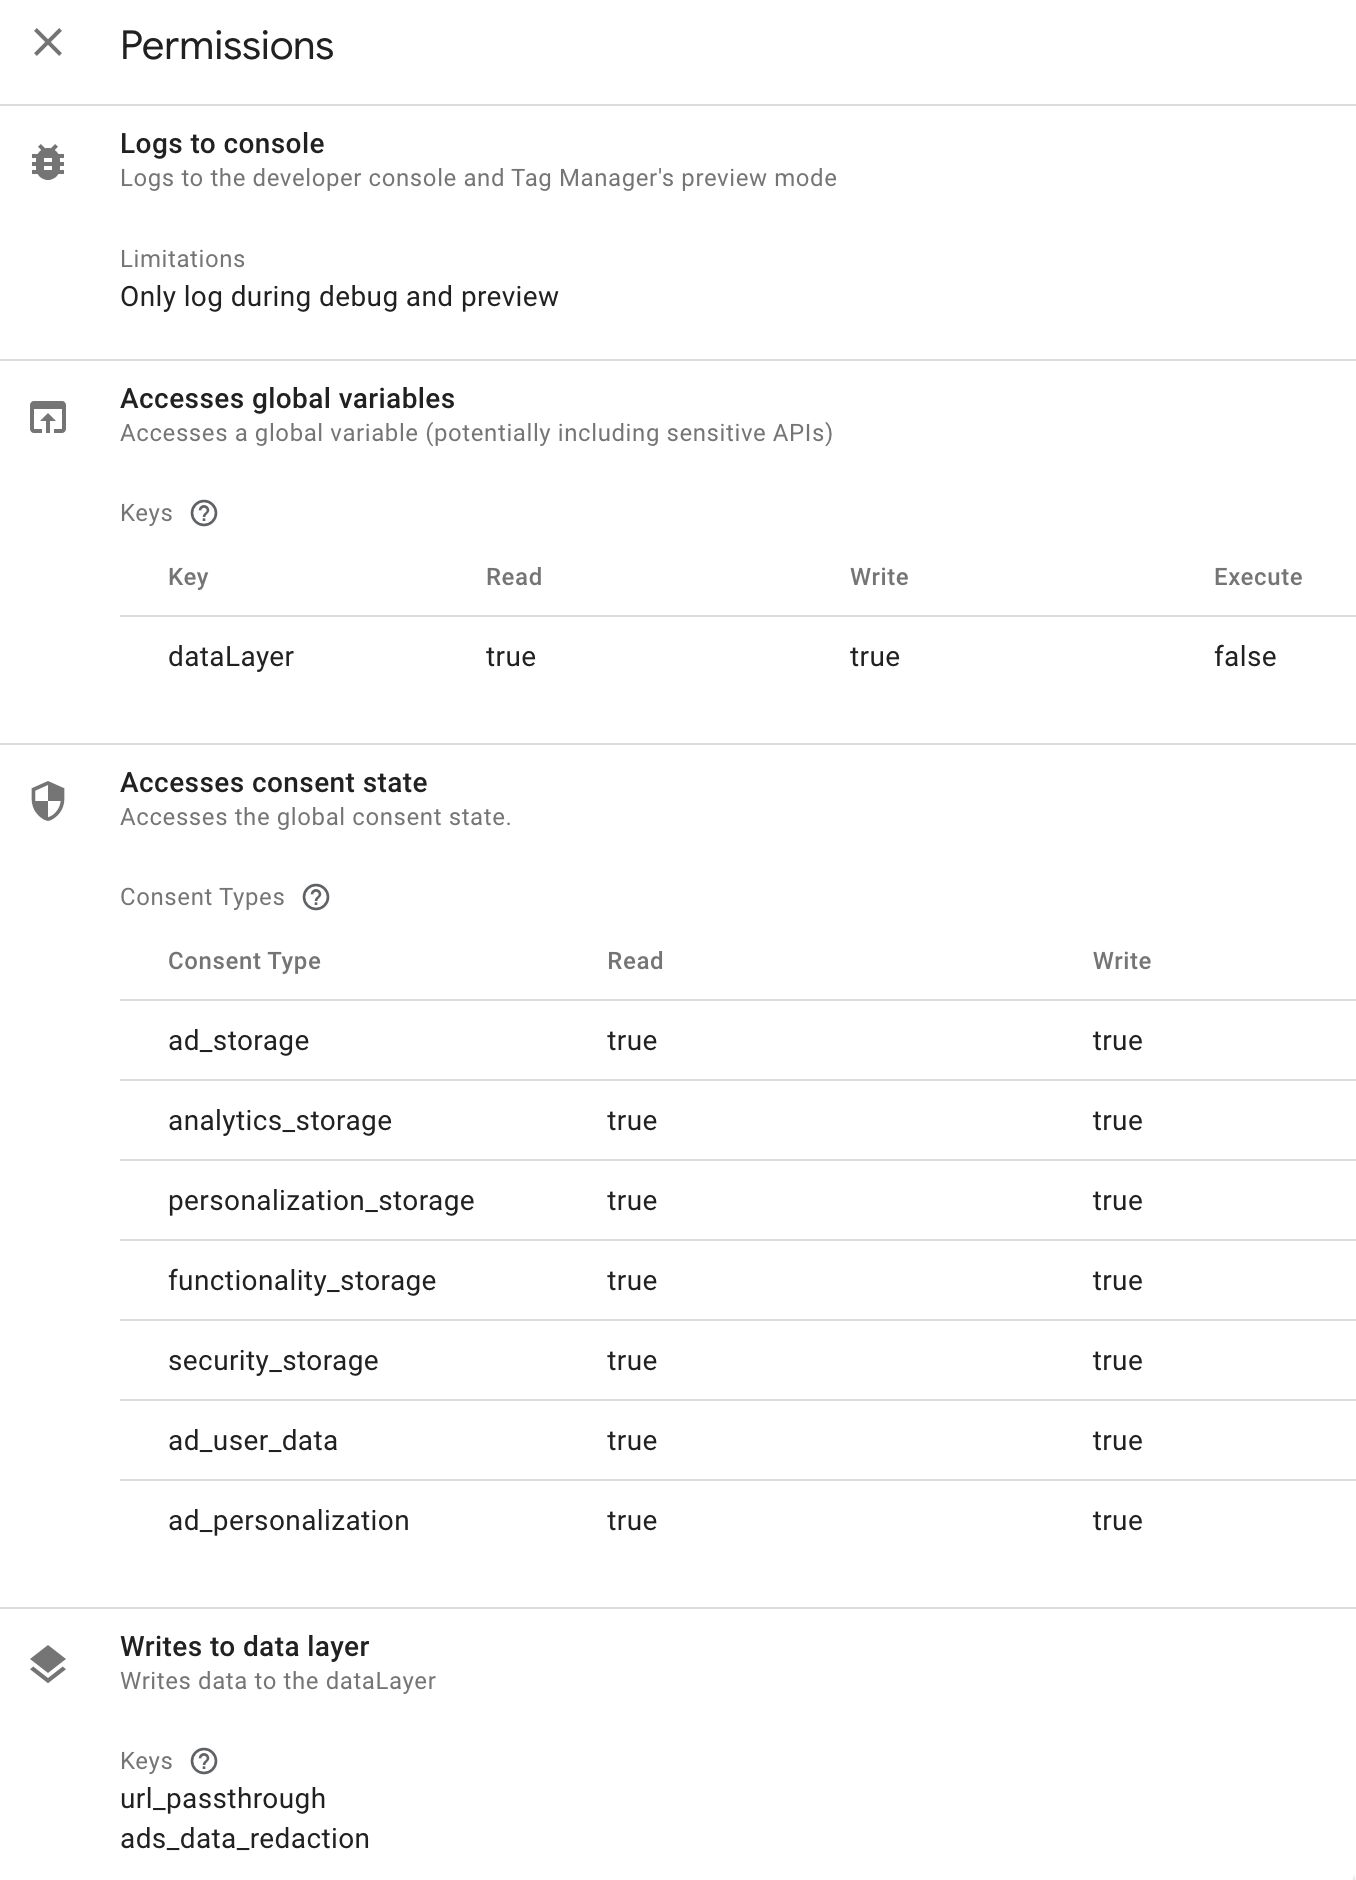 Permissions
Logs to console
Logs to the developer console and Tag Manager's preview mode
Limitations
Only log during debug and preview
Accesses global variables
Accesses a global variable (potentially including sensitive APIs)
Keys
Key Read Write Execute
dataLayer true true false
Accesses consent state
Accesses the global consent state.
Consent Types
Consent Type Read Write
ad_storage true true
analytics_storage true true
personalization_storage true true
functionality_storage true true
security_storage true true
ad_user_data true true
ad_personalization true true
Writes to data layer
Writes data to the dataLayer
Keys
url_passthrough
ads_data_redaction